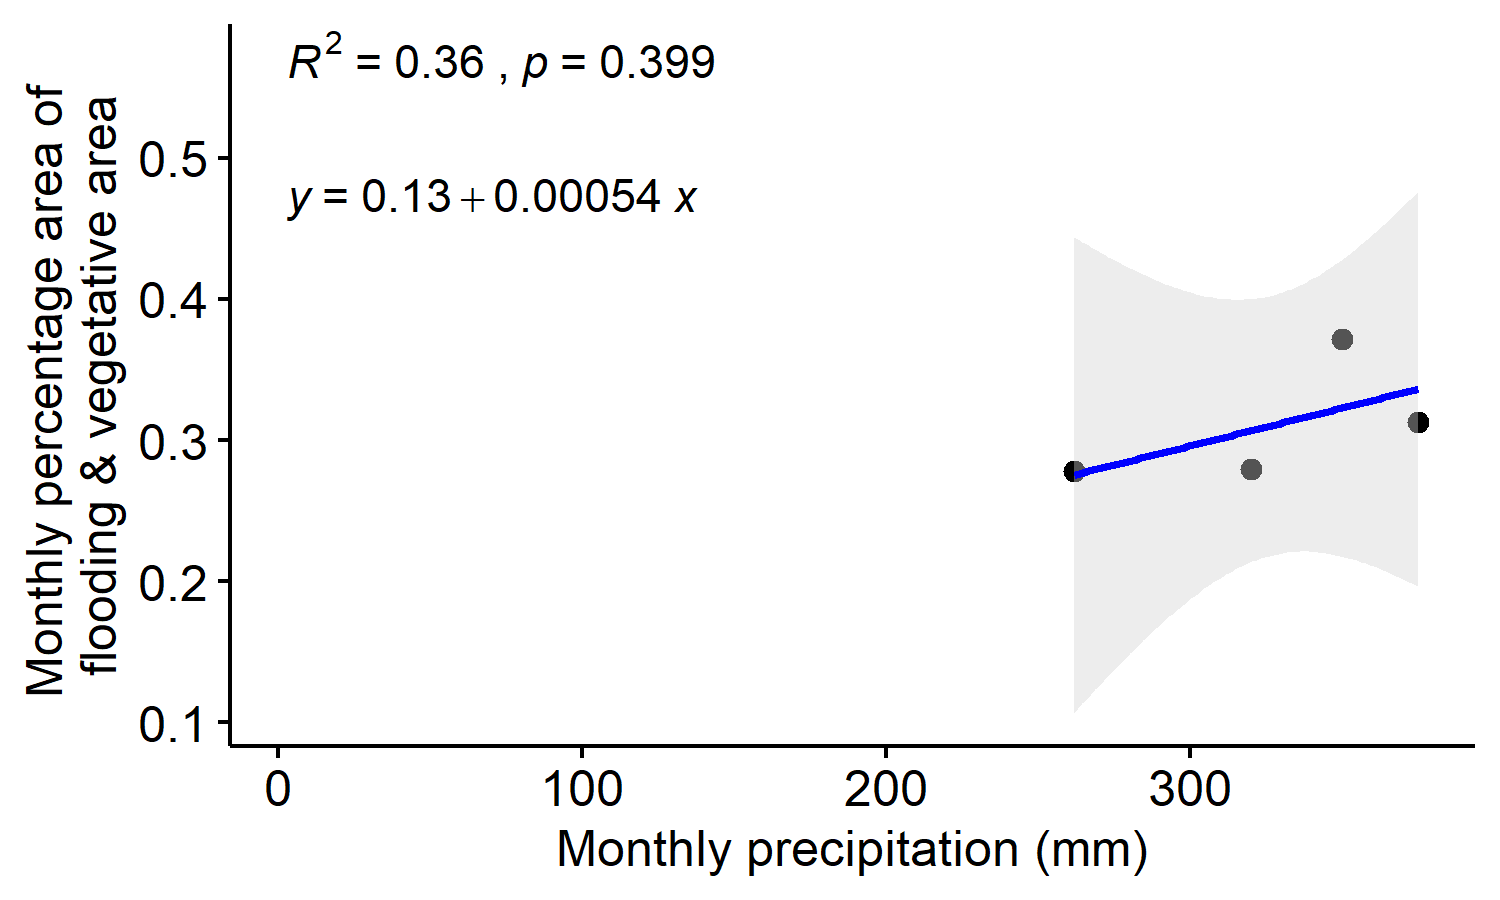 R² = 0.36 , p = 0.399
y = 0.13 + 0.00054 x
Monthly percentage area of
flooding & vegetative area
0.5
0.4
0.3
0.2
0.1
0 100 200 300
Monthly precipitation (mm)